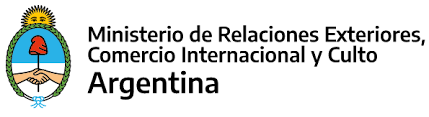 Ministerio de Relaciones Exteriores,
Comercio Internacional y Culto
Argentina